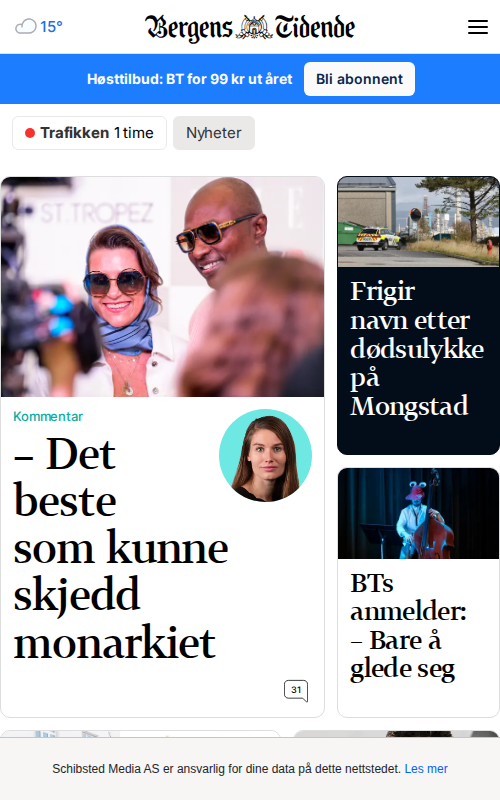 15°
Bergens Tidende
Høsttilbud: BT for 99 kr ut året
Bli abonnent
Trafikken 1 time
Nyheter
ST TROPEZ
Kommentar
– Det
beste
som kunne
skjedd
monarkiet
31
Frigir
navn etter
dødsulykke
på
Mongstad
BTs
anmelder:
– Bare å
glede seg
Schibsted Media AS er ansvarlig for dine data på dette nettstedet. Les mer